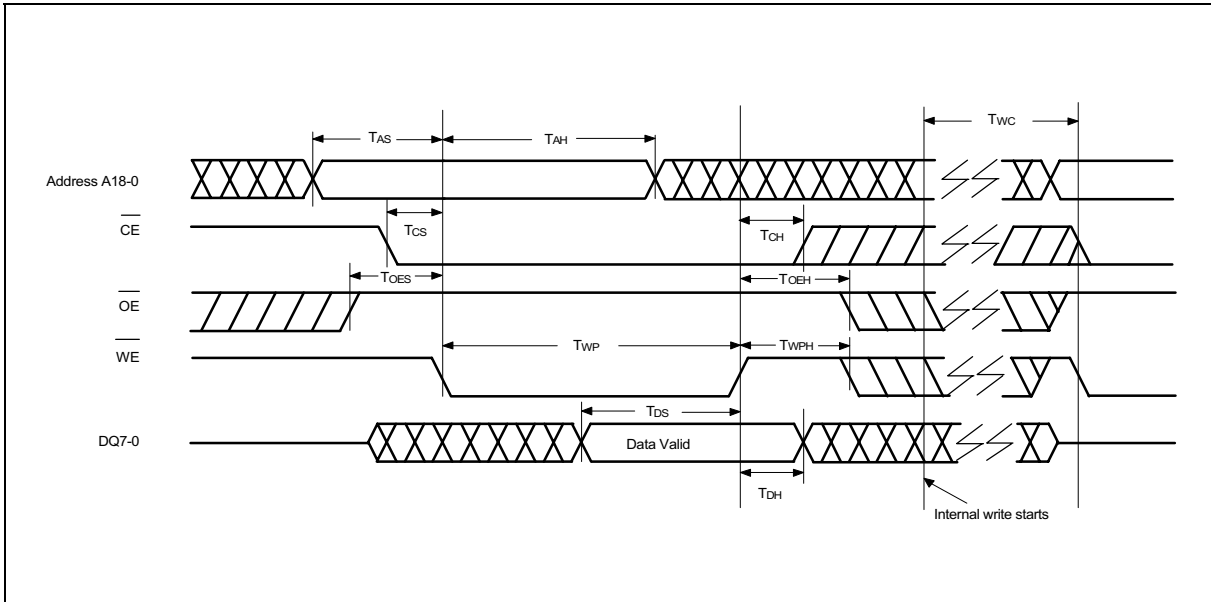 TWC
TAS
TAH
Address A18-0
CE
TCS
TCH
TOES
TOEH
OE
WE
TWP
TWPH
TDS
DQ7-0
Data Valid
TDH
Internal write starts